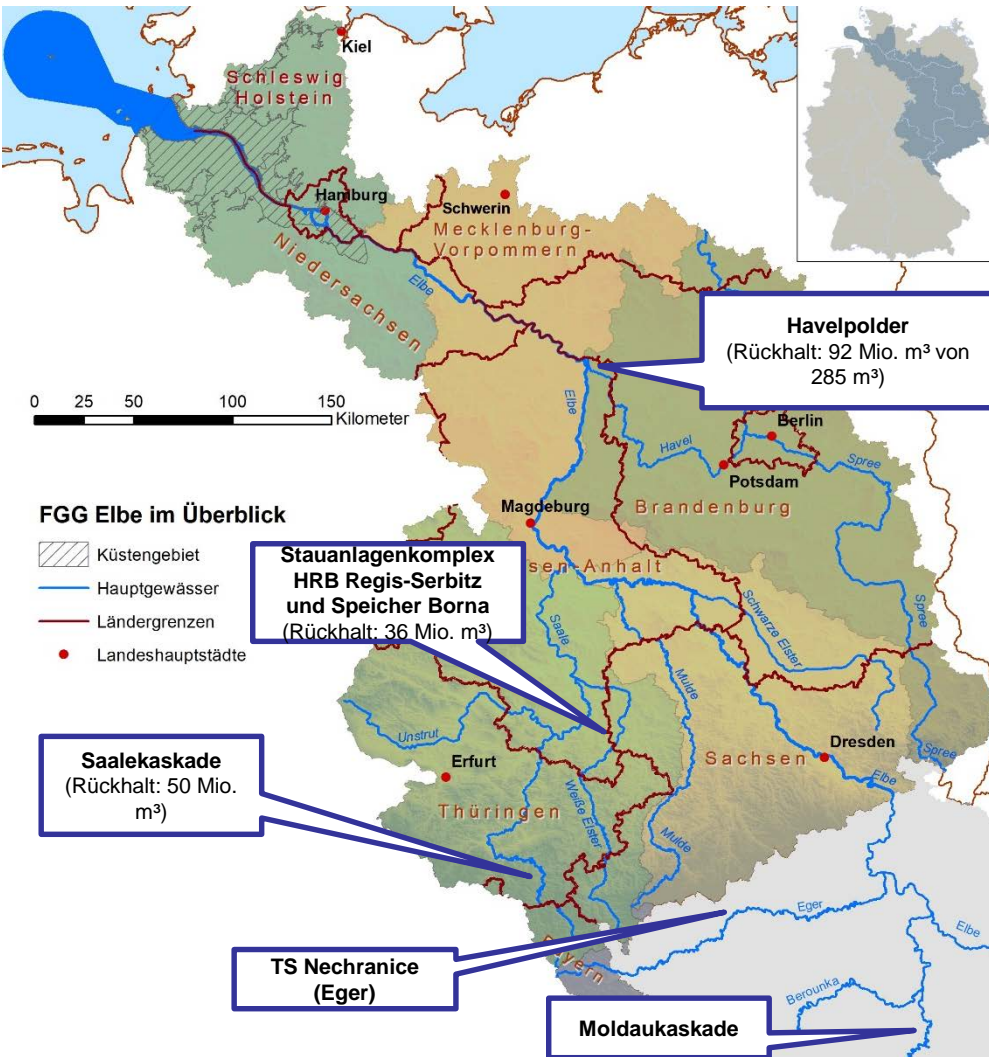 Kiel
Schleswig
Holstein
Hamburg
Schwerin
Mecklenburg-
Vorpommern
Niedersachsen
Elbe
Havelpolder
(Rückhalt: 92 Mio. m³ von
285 m³)
0 25 50 100 150
Kilometer
Elbe
Berlin
Havel
Spree
Potsdam
Brandenburg
Magdeburg
FGG Elbe im Überblick
Küstengebiet
Hauptgewässer
Ländergrenzen
Landeshauptstädte
Stauanlagenkomplex
HRB Regis-Serbitz
und Speicher Borna
(Rückhalt: 36 Mio. m³)
sen-Anhalt
Saale
Schwarze Elster
Spree
Mulde
Unstrut
Saalekaskade
(Rückhalt: 50 Mio.
m³)
Erfurt
Thüringen
Weiße Elster
Sachsen
Dresden
Spree
Elbe
Mulde
Eger
Elbe
TS Nechranice
(Eger)
ayern
Berounka
Moldaukaskade